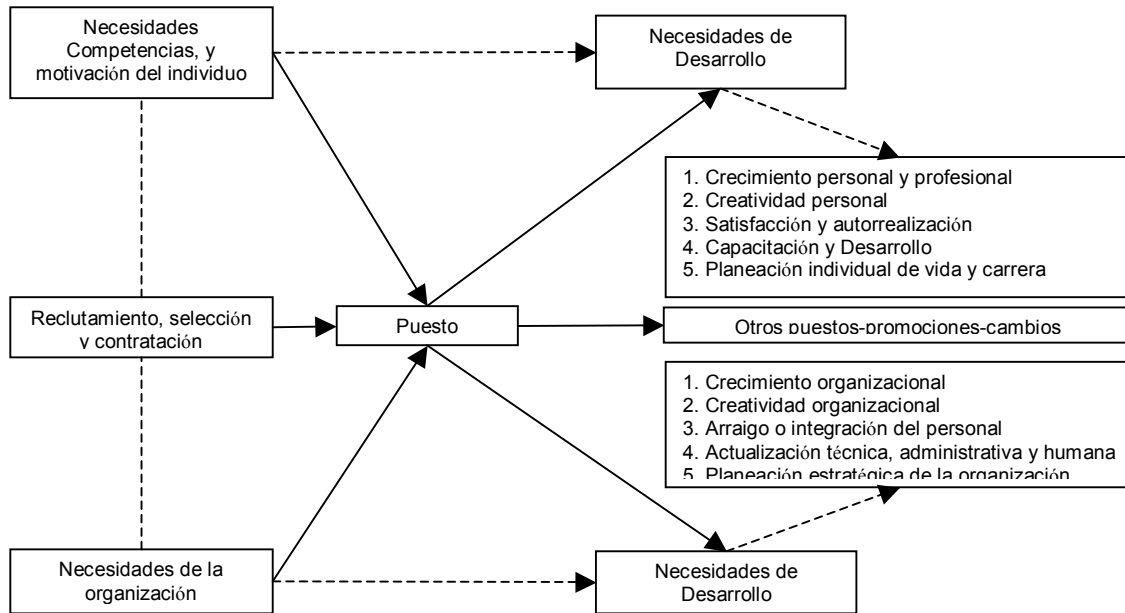 Necesidades
Competencias, y
motivación del individuo
Necesidades de
Desarrollo
1. Crecimiento personal y profesional
2. Creatividad personal
3. Satisfacción y autorrealización
4. Capacitación y Desarrollo
5. Planeación individual de vida y carrera
Reclutamiento, selección
y contratación
Puesto
Otros puestos-promociones-cambios
1. Crecimiento organizacional
2. Creatividad organizacional
3. Arraigo o integración del personal
4. Actualización técnica, administrativa y humana
5. Planeación estratégica de la organización
Necesidades de la
organización
Necesidades de
Desarrollo